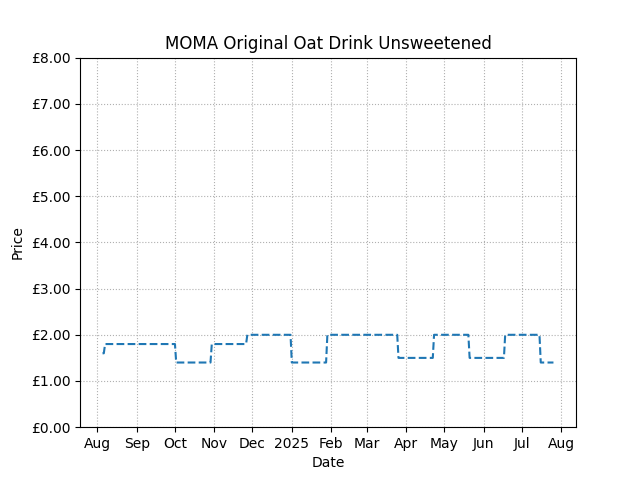 MOMA Original Oat Drink Unsweetened
£8.00
£7.00
£6.00
£5.00
£4.00
£3.00
£2.00
£1.00
£0.00
Price
Aug Sep Oct Nov Dec 2025 Feb Mar Apr May Jun Jul Aug
Date